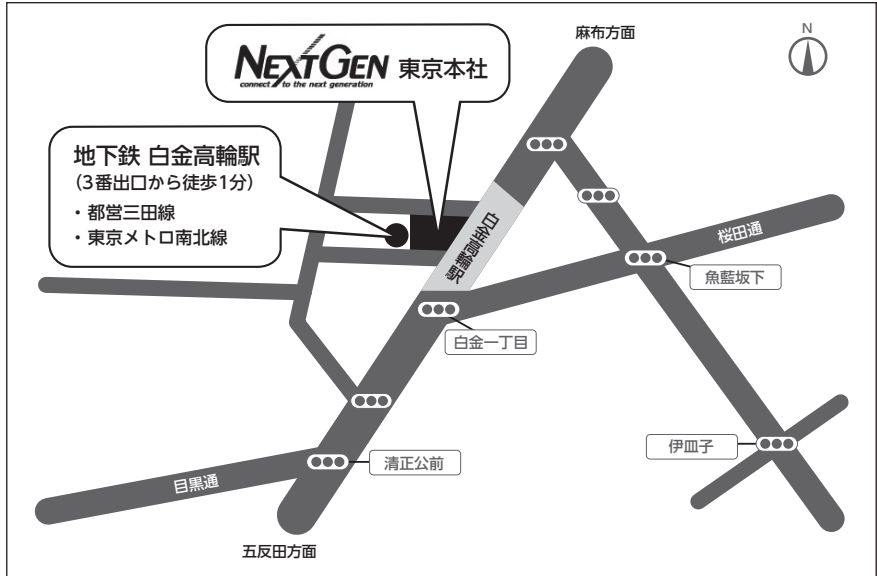 麻布方面
N
NEXTGEN 東京本社
connect to the next generation
地下鉄 白金高輪駅
(3番出口から徒歩1分)
・都営三田線
・東京メトロ南北線
白金高輪駅
桜田通
魚藍坂下
白金一丁目
伊皿子
清正公前
目黒通
五反田方面